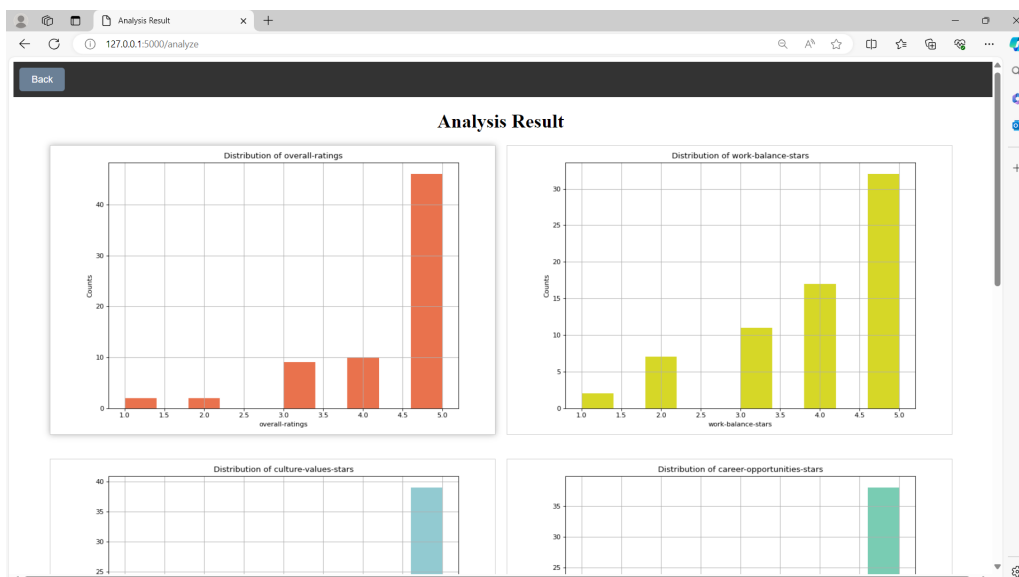 Analysis Result
127.0.0.1:5000/analyze
Back
Analysis Result
Distribution of overall-ratings
Counts
40
30
20
10
0
1.0 1.5 2.0 2.5 3.0 3.5 4.0 4.5 5.0
overall-ratings
Distribution of work-balance-stars
Counts
30
25
20
15
10
5
0
1.0 1.5 2.0 2.5 3.0 3.5 4.0 4.5 5.0
work-balance-stars
Distribution of culture-values-stars
40
35
30
25
Distribution of career-opportunities-stars
35
30
25